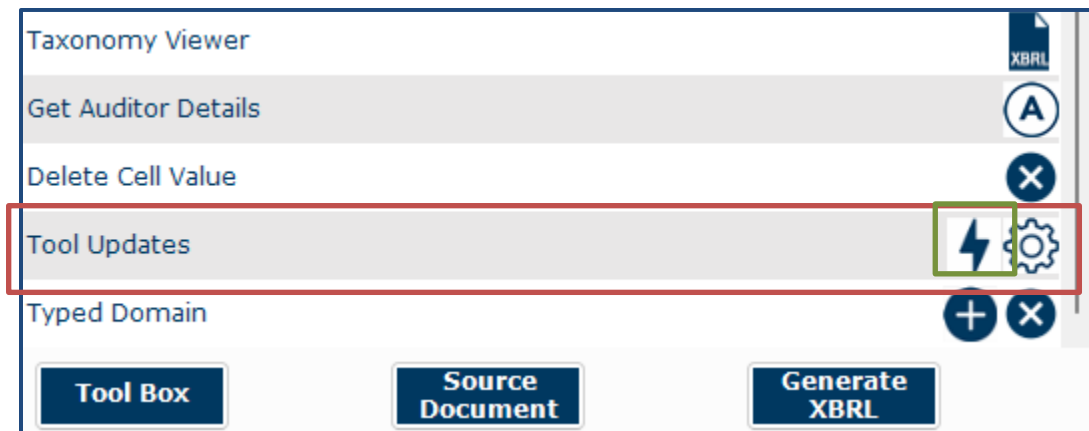 Taxonomy Viewer
XBRL
Get Auditor Details
A
Delete Cell Value
Tool Updates
Typed Domain
Tool Box
Source
Document
Generate
XBRL